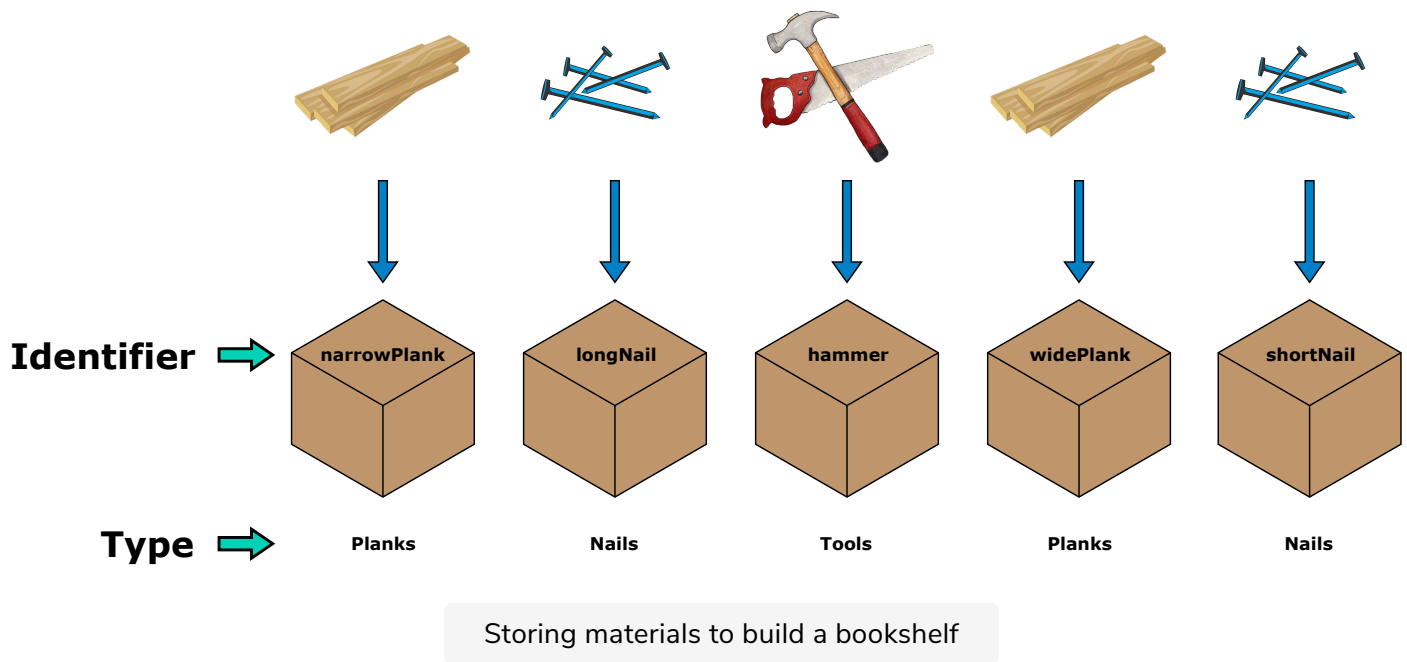 Identifier
narrowPlank
longNail
hammer
widePlank
shortNail
Type
Planks
Nails
Tools
Planks
Nails
Storing materials to build a bookshelf